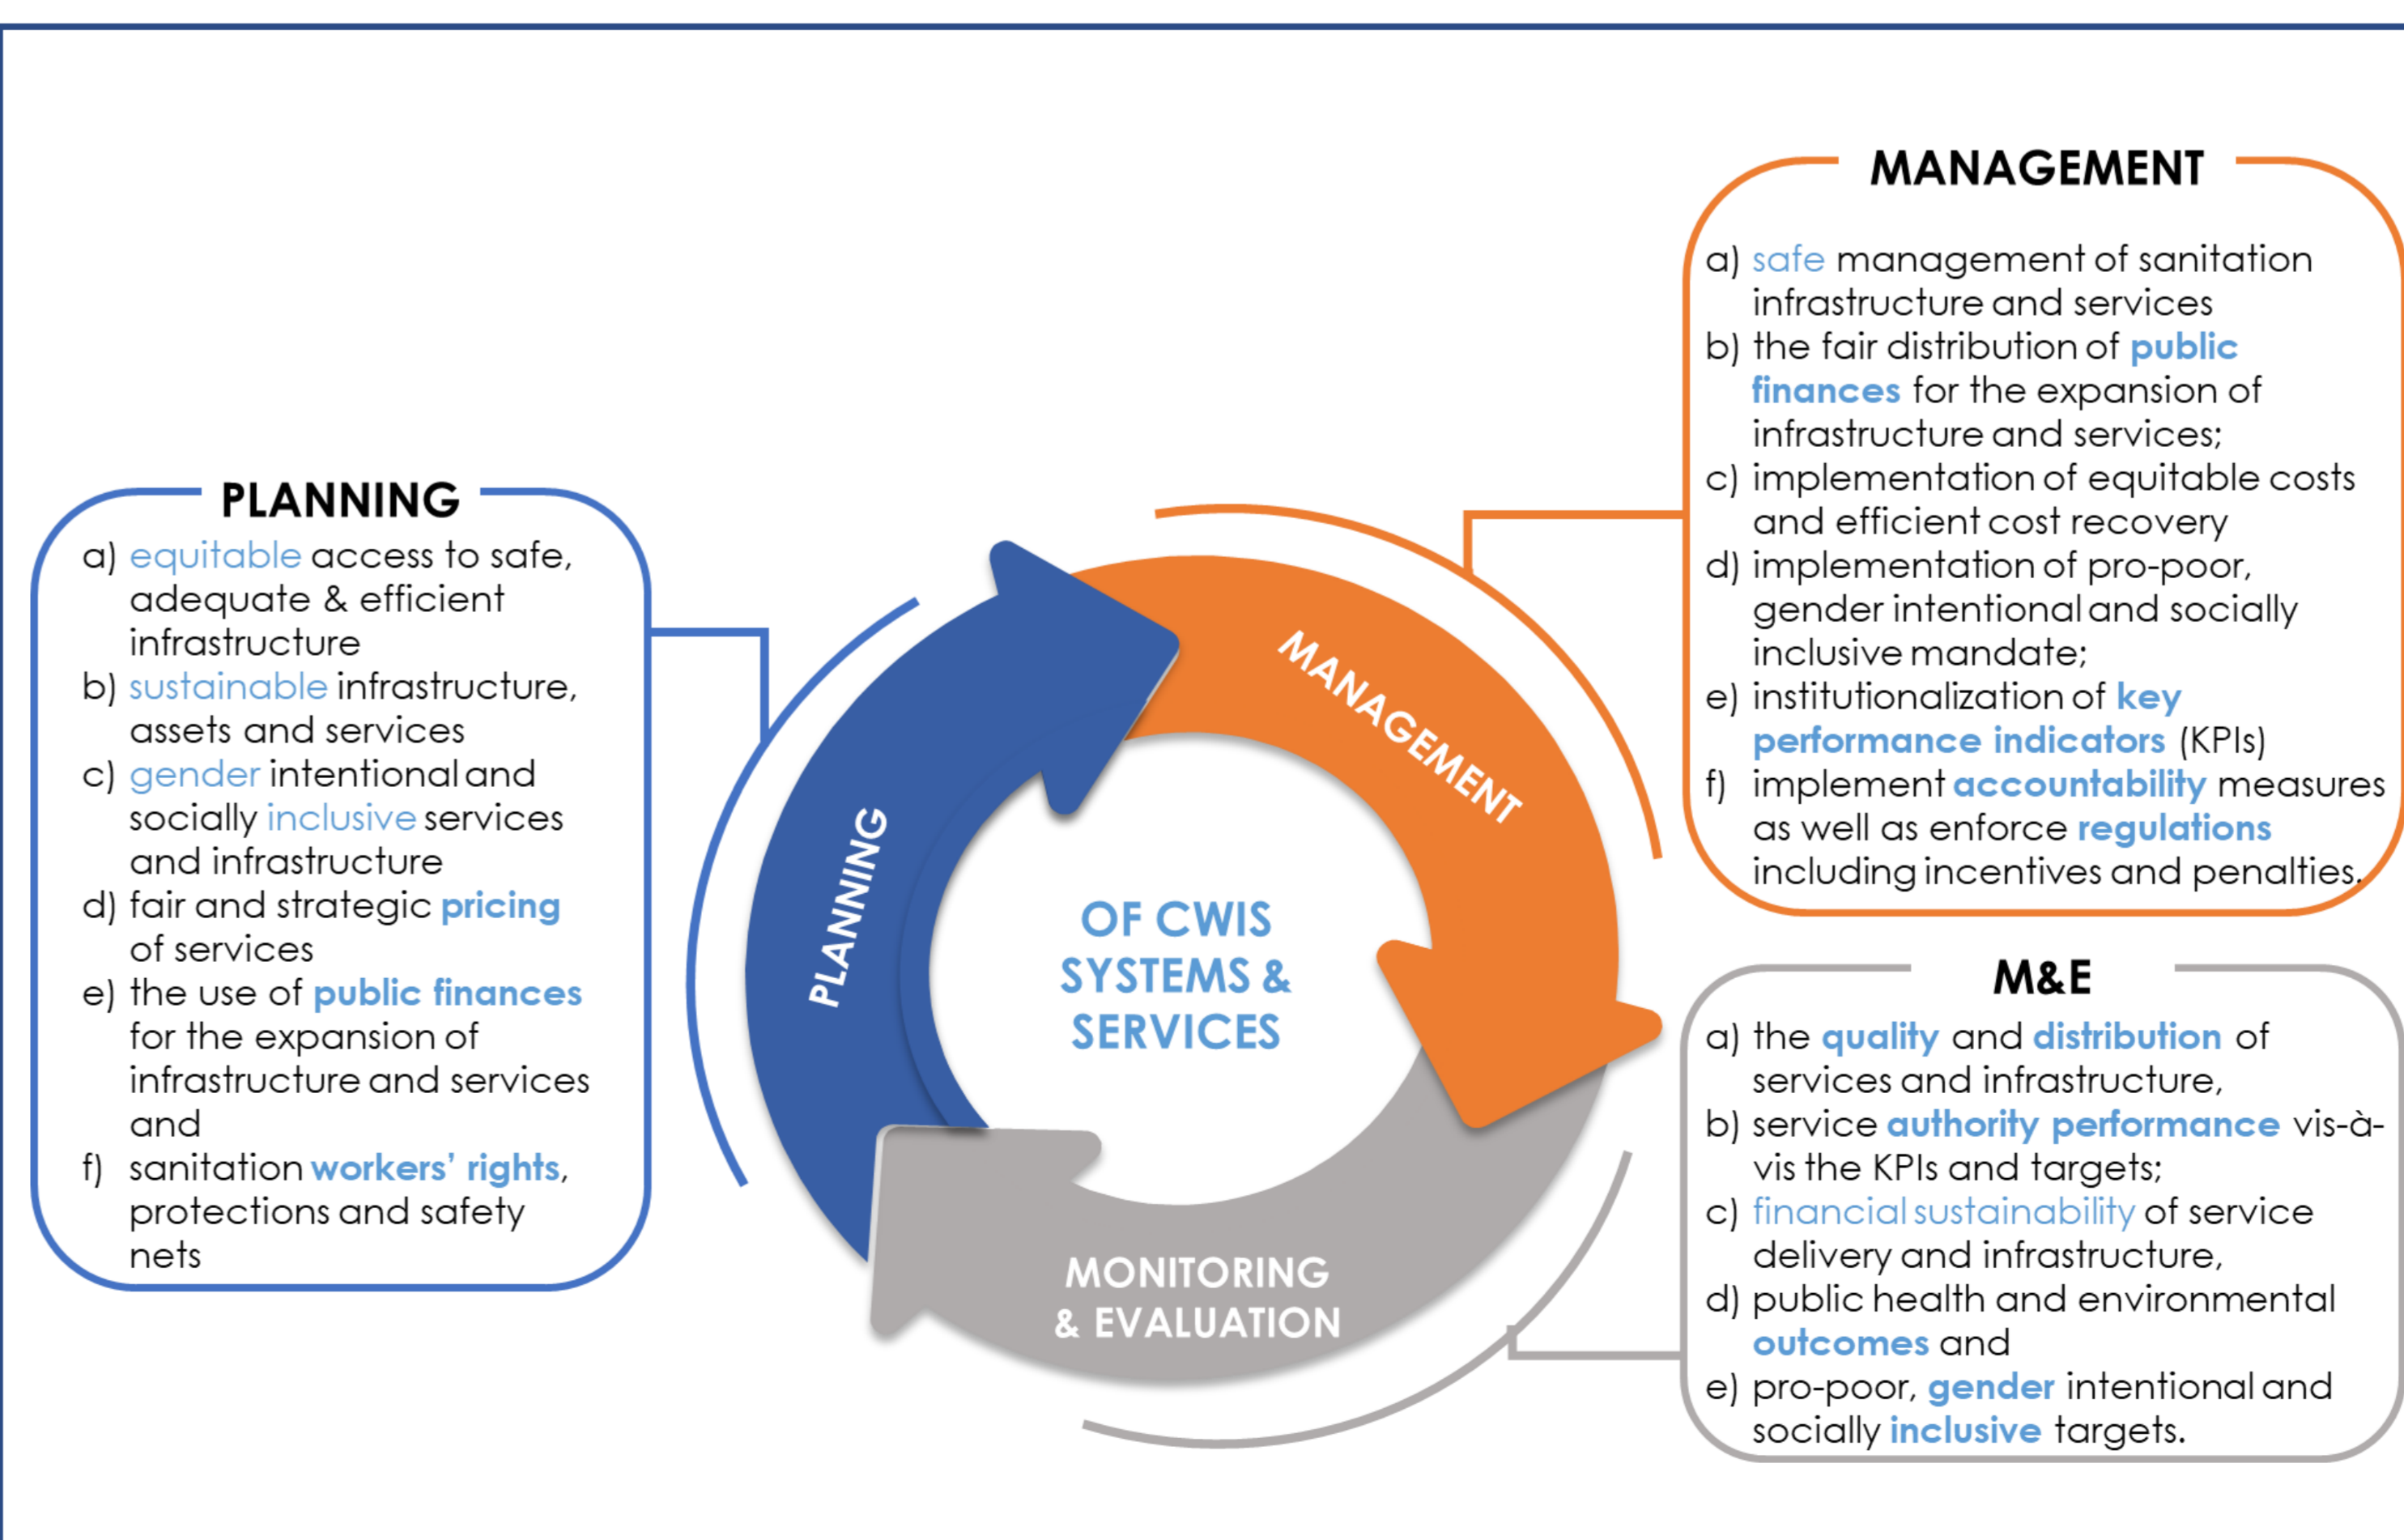 PLANNING
a) equitable access to safe,
adequate & efficient
infrastructure
b) sustainable infrastructure,
assets and services
c) gender intentional and
socially inclusive services
and infrastructure
d) fair and strategic pricing
of services
e) the use of public finances
for the expansion of
infrastructure and services
and
f) sanitation workers’ rights,
protections and safety
nets
PLANNING
MANAGEMENT
MONITORING
& EVALUATION
OF CWIS
SYSTEMS &
SERVICES
MANAGEMENT
a) safe management of sanitation
infrastructure and services
b) the fair distribution of public
finances for the expansion of
infrastructure and services;
c) implementation of equitable costs
and efficient cost recovery
d) implementation of pro-poor,
gender intentional and socially
inclusive mandate;
e) institutionalization of key
performance indicators (KPIs)
f) implement accountability measures
as well as enforce regulations
including incentives and penalties.
M&E
a) the quality and distribution of
services and infrastructure,
b) service authority performance vis-à-
vis the KPIs and targets;
c) financial sustainability of service
delivery and infrastructure,
d) public health and environmental
outcomes and
e) pro-poor, gender intentional and
socially inclusive targets.